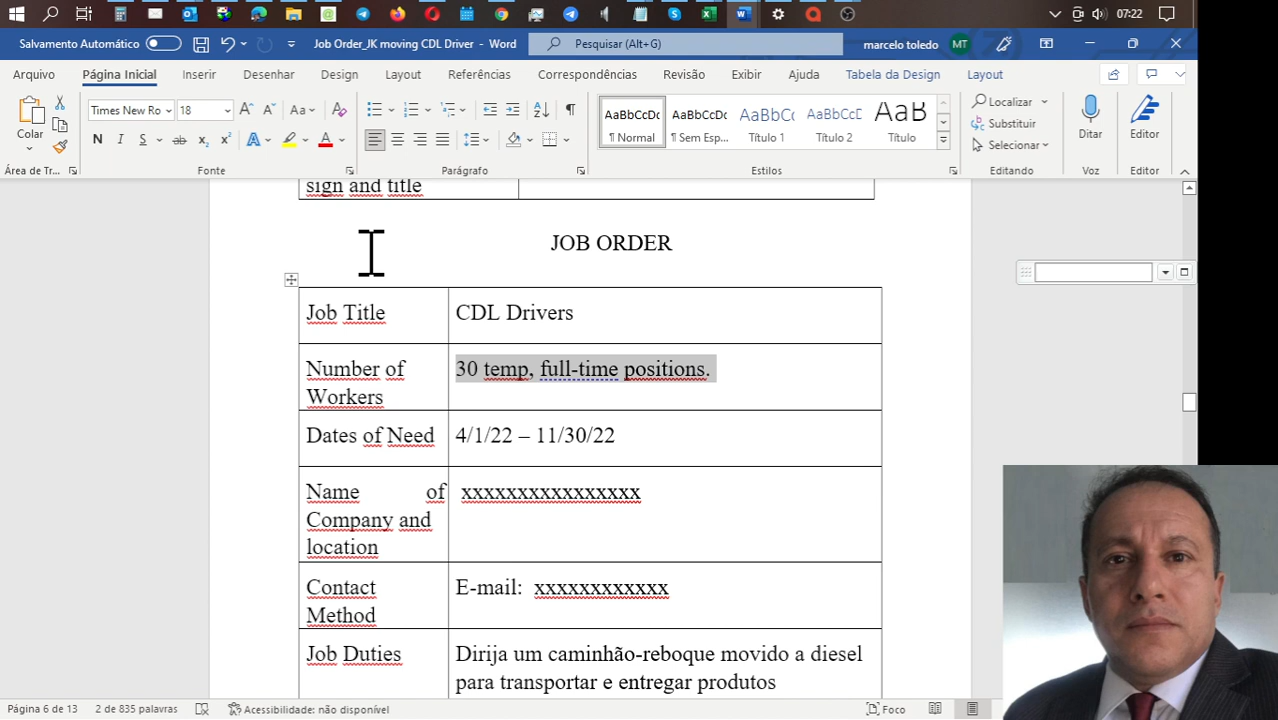 07:22
Salvamento Automático
Job Order_JK moving CDL Driver - Word
Pesquisar (Alt+G)
marcelo toledo
MT
Arquivo Página Inicial Inserir Desenhar Design Layout Referências Correspondências Revisão Exibir Ajuda Tabela da Design Layout
Colar
Times New Ro 18
Aa
N I S ab x₂ x² A A
AaBbCcDc AaBbCcDc AaBbCc AaBbCcD AaB
¶ Normal ¶ Sem Esp... Título 1 Título 2 Título
Localizar
Substituir
Selecionar
Ditar
Editor
Área de Tr... Fonte Parágrafo Estilos Editando Voz Editor
sign and title
JOB ORDER
Job Title CDL Drivers
Number of 30 temp, full-time positions.
Workers
Dates of Need 4/1/22 – 11/30/22
Name of xxxxxxxxxxxxxxxx
Company and
location
Contact E-mail: xxxxxxxxxxxx
Method
Job Duties Dirija um caminhão-reboque movido a diesel
para transportar e entregar produtos
Página 6 de 13 2 de 835 palavras Acessibilidade: não disponível Foco